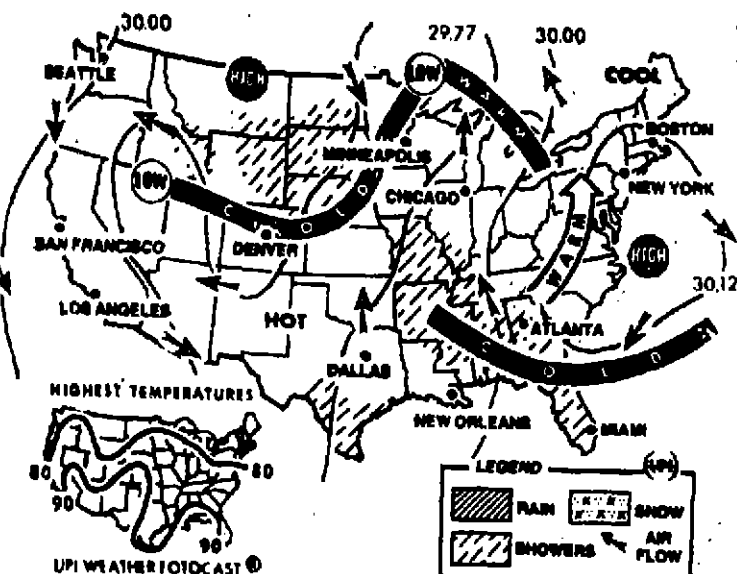 30.00
29.77
30.00
SEATTLE
HIGH
LOW
WARM
COOL
BOSTON
MINNEAPOLIS
LOW
CHICAGO
NEW YORK
COLD
SAN FRANCISCO
DENVER
WARM
HIGH
30.12
LOS ANGELES
HOT
ATLANTA
COLD
DALLAS
NEW ORLEANS
MIAMI
HIGHEST TEMPERATURES
80
80
90
90
UPI WEATHER FOTOCAST
LEGEND
(UPI)
RAIN
SNOW
SHOWERS
AIR
FLOW